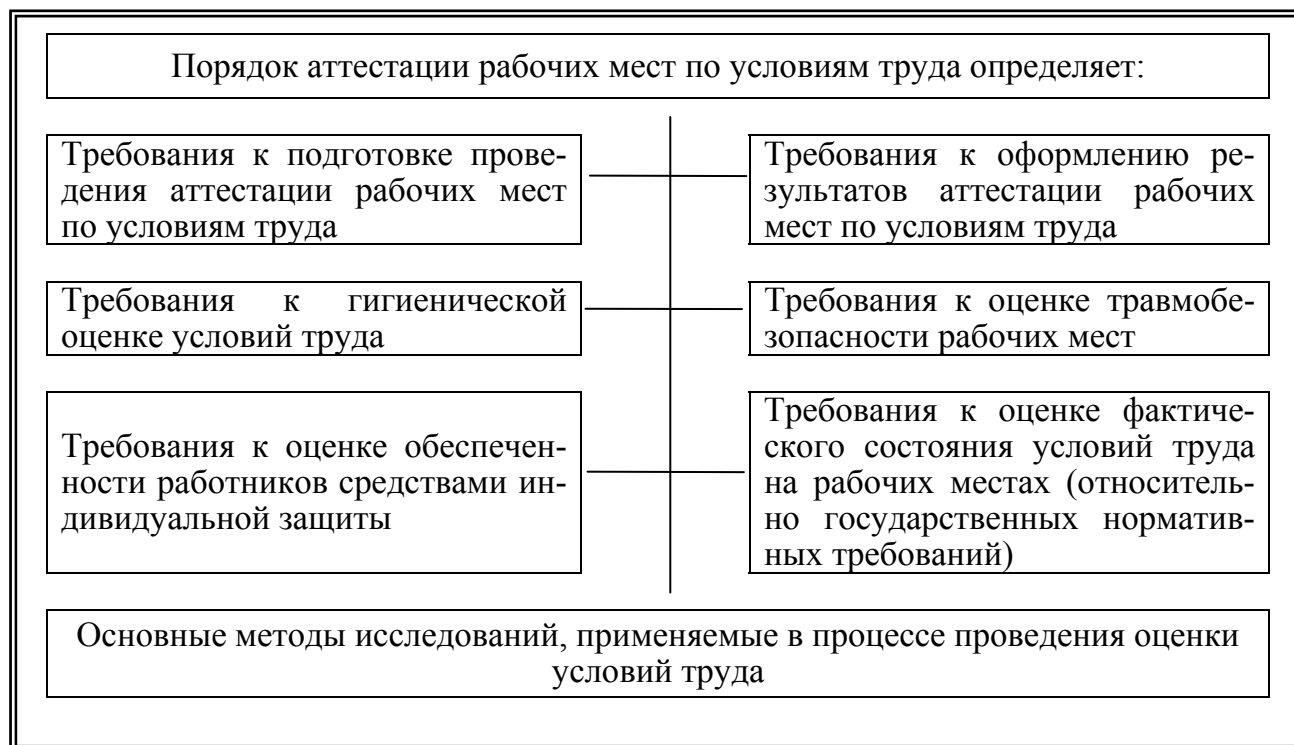 Порядок аттестации рабочих мест по условиям труда определяет:
Требования к подготовке прове-
дения аттестации рабочих мест
по условиям труда
Требования к оформлению ре-
зультатов аттестации рабочих
мест по условиям труда
Требования к гигиенической
оценке условий труда
Требования к оценке травмобе-
зопасности рабочих мест
Требования к оценке обеспечен-
ности работников средствами ин-
дивидуальной защиты
Требования к оценке фактиче-
ского состояния условий труда
на рабочих местах (относитель-
но государственных норматив-
ных требований)
Основные методы исследований, применяемые в процессе проведения оценки
условий труда